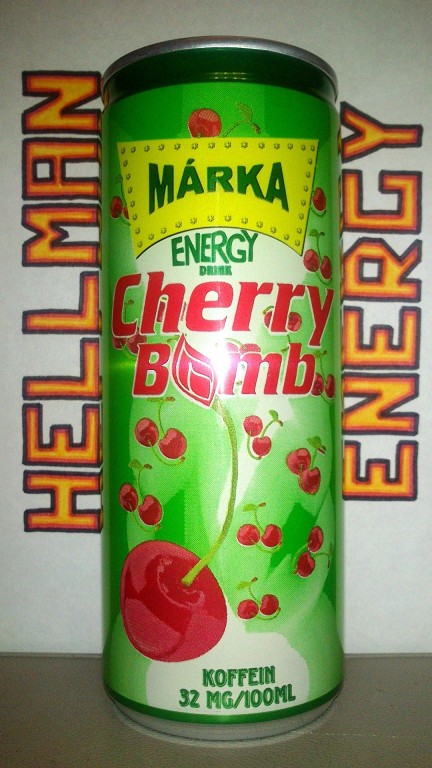 HELLMAN
ENERGY
MÁRKA
ENERGY
DRINK
Cherry
Bomb
KOFFEIN
32 MG/100ML